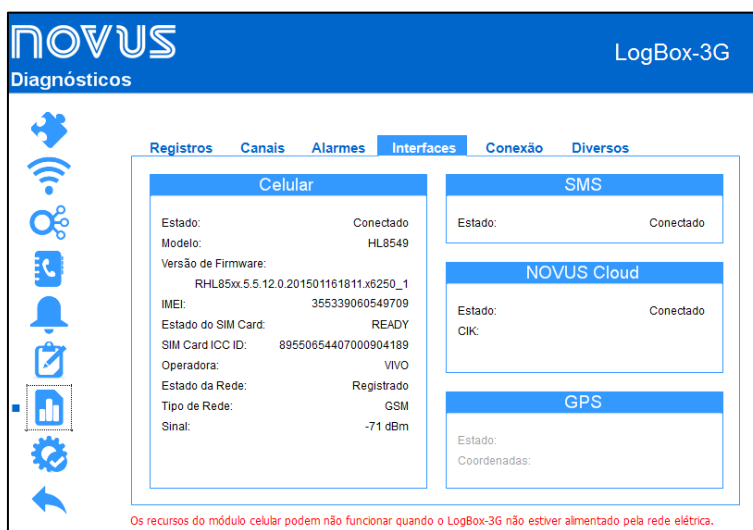 NOVUS
LogBox-3G
Diagnósticos
Registros Canais Alarmes Interfaces Conexão Diversos
Celular
Estado: Conectado
Modelo: HL8549
Versão de Firmware:
RHL85xx.5.5.12.0.201501161811.x6250_1
IMEI: 355339060549709
Estado do SIM Card: READY
SIM Card ICC ID: 89550654407000904189
Operadora: VIVO
Estado da Rede: Registrado
Tipo de Rede: GSM
Sinal: -71 dBm
SMS
Estado: Conectado
NOVUS Cloud
Estado: Conectado
CIK:
GPS
Estado:
Coordenadas:
Os recursos do módulo celular podem não funcionar quando o LogBox-3G não estiver alimentado pela rede elétrica.